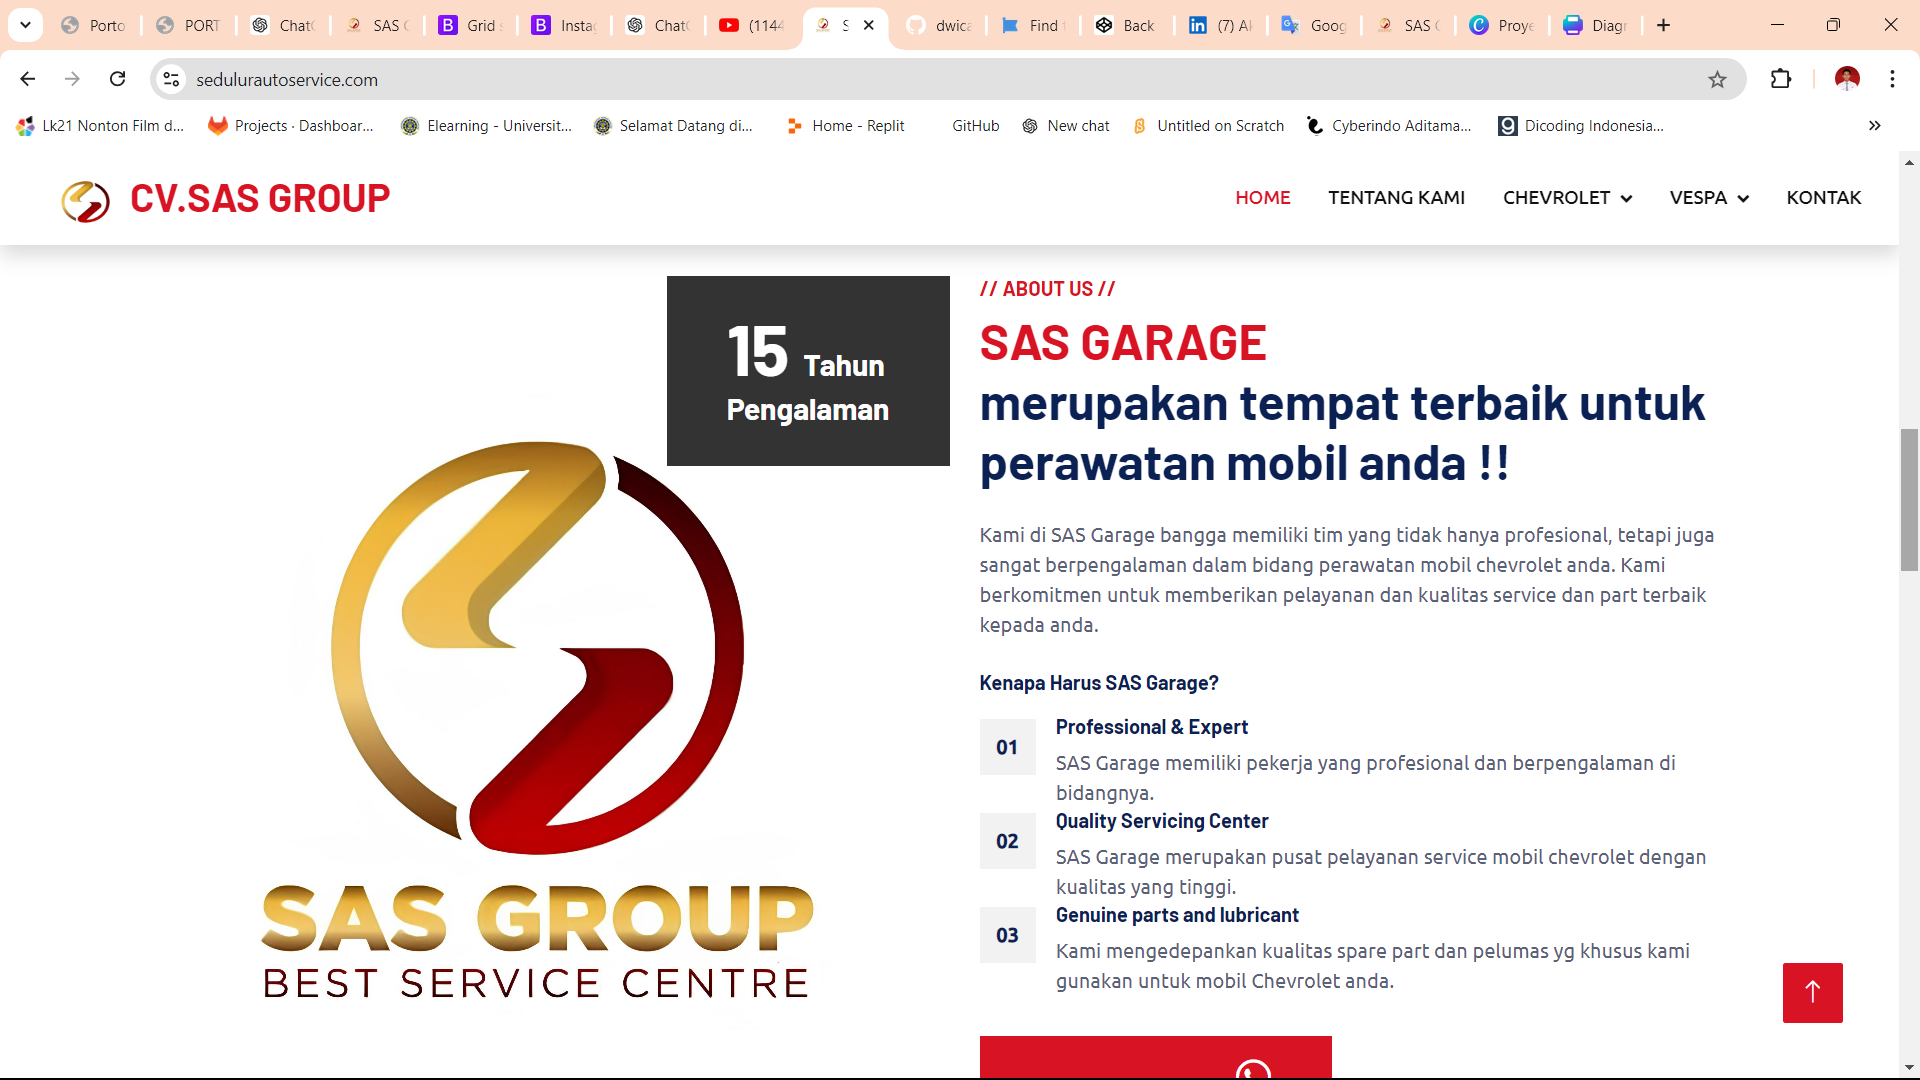 Porto
PORT
Chat
SAS
Grid
Insta
Chat
(1144
S
dwica
Find
Back
(7)
Goog
SAS
Proye
Diagr
sedulurautoservice.com
Lk21 Nonton Film d...
Projects · Dashboar...
Elearning - Universit...
Selamat Datang di...
Home - Replit
GitHub
New chat
Untitled on Scratch
Cyberindo Aditama...
Dicoding Indonesia...
CV.SAS GROUP
HOME
TENTANG KAMI
CHEVROLET
VESPA
KONTAK
15 Tahun
Pengalaman
SAS GROUP
BEST SERVICE CENTRE
// ABOUT US //
SAS GARAGE
merupakan tempat terbaik untuk
perawatan mobil anda !!
Kami di SAS Garage bangga memiliki tim yang tidak hanya profesional, tetapi juga
sangat berpengalaman dalam bidang perawatan mobil chevrolet anda. Kami
berkomitmen untuk memberikan pelayanan dan kualitas service dan part terbaik
kepada anda.
Kenapa Harus SAS Garage?
01
Professional & Expert
SAS Garage memiliki pekerja yang profesional dan berpengalaman di
bidangnya.
02
Quality Servicing Center
SAS Garage merupakan pusat pelayanan service mobil chevrolet dengan
kualitas yang tinggi.
03
Genuine parts and lubricant
Kami mengedepankan kualitas spare part dan pelumas yg khusus kami
gunakan untuk mobil Chevrolet anda.